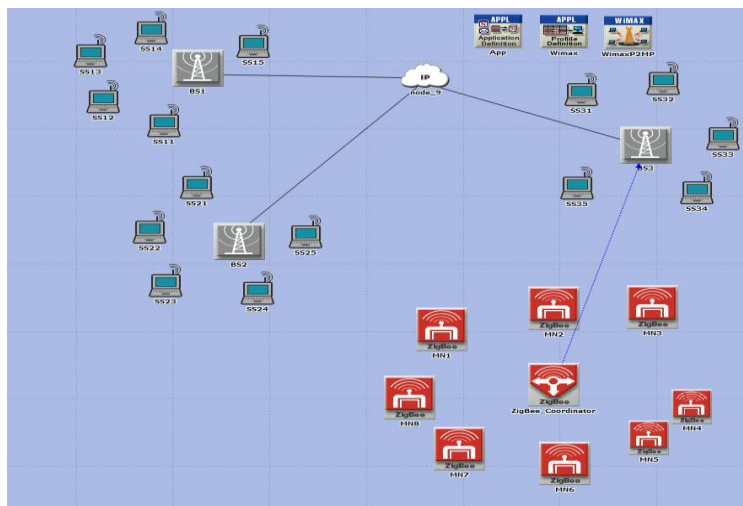 APPL
Application
Definition
App
APPL
Profile
Definition
Wimax
WiMAX
WimaxP2MP
SS14
SS13
SS15
BS1
SS12
SS11
IP
node_9
SS31
SS32
SS33
BS3
SS35
SS34
SS21
SS22
BS2
SS25
SS23
SS24
ZigBee
MN1
ZigBee
MN2
ZigBee
MN3
ZigBee
ZigBee_Coordinator
ZigBee
MN8
ZigBee
MN4
ZigBee
MN5
ZigBee
MN7
ZigBee
MN6